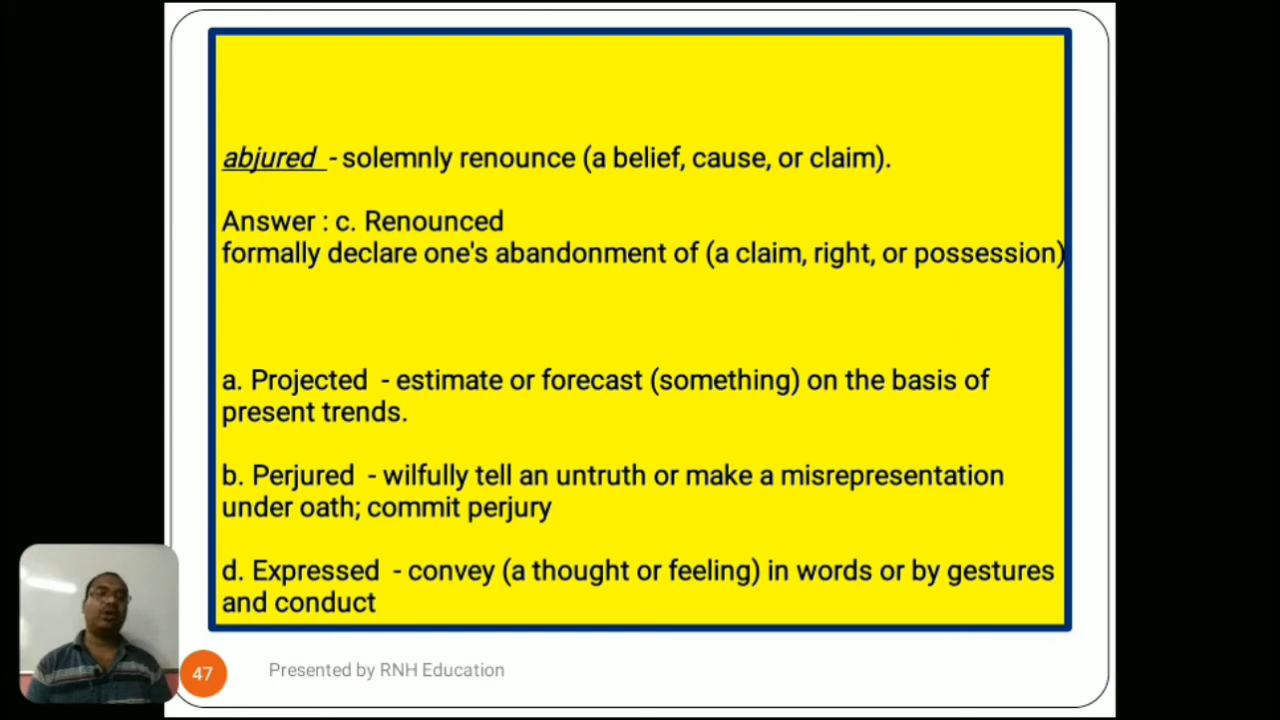 abjured - solemnly renounce (a belief, cause, or claim).
Answer : c. Renounced
formally declare one's abandonment of (a claim, right, or possession)
a. Projected - estimate or forecast (something) on the basis of
present trends.
b. Perjured - wilfully tell an untruth or make a misrepresentation
under oath; commit perjury
d. Expressed - convey (a thought or feeling) in words or by gestures
and conduct
47 Presented by RNH Education